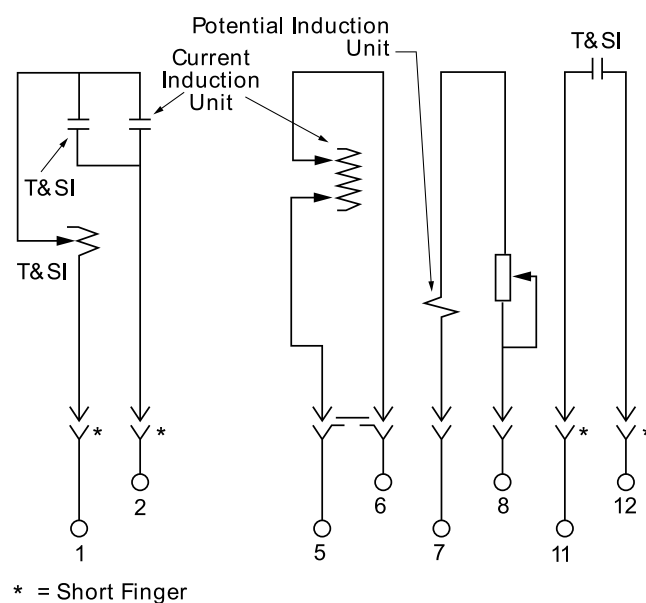 Potential Induction
Unit
T&SI
Current
Induction
Unit
T&SI
T&SI
*
*
*
*
2
6
8
12
1
5
7
11
* = Short Finger